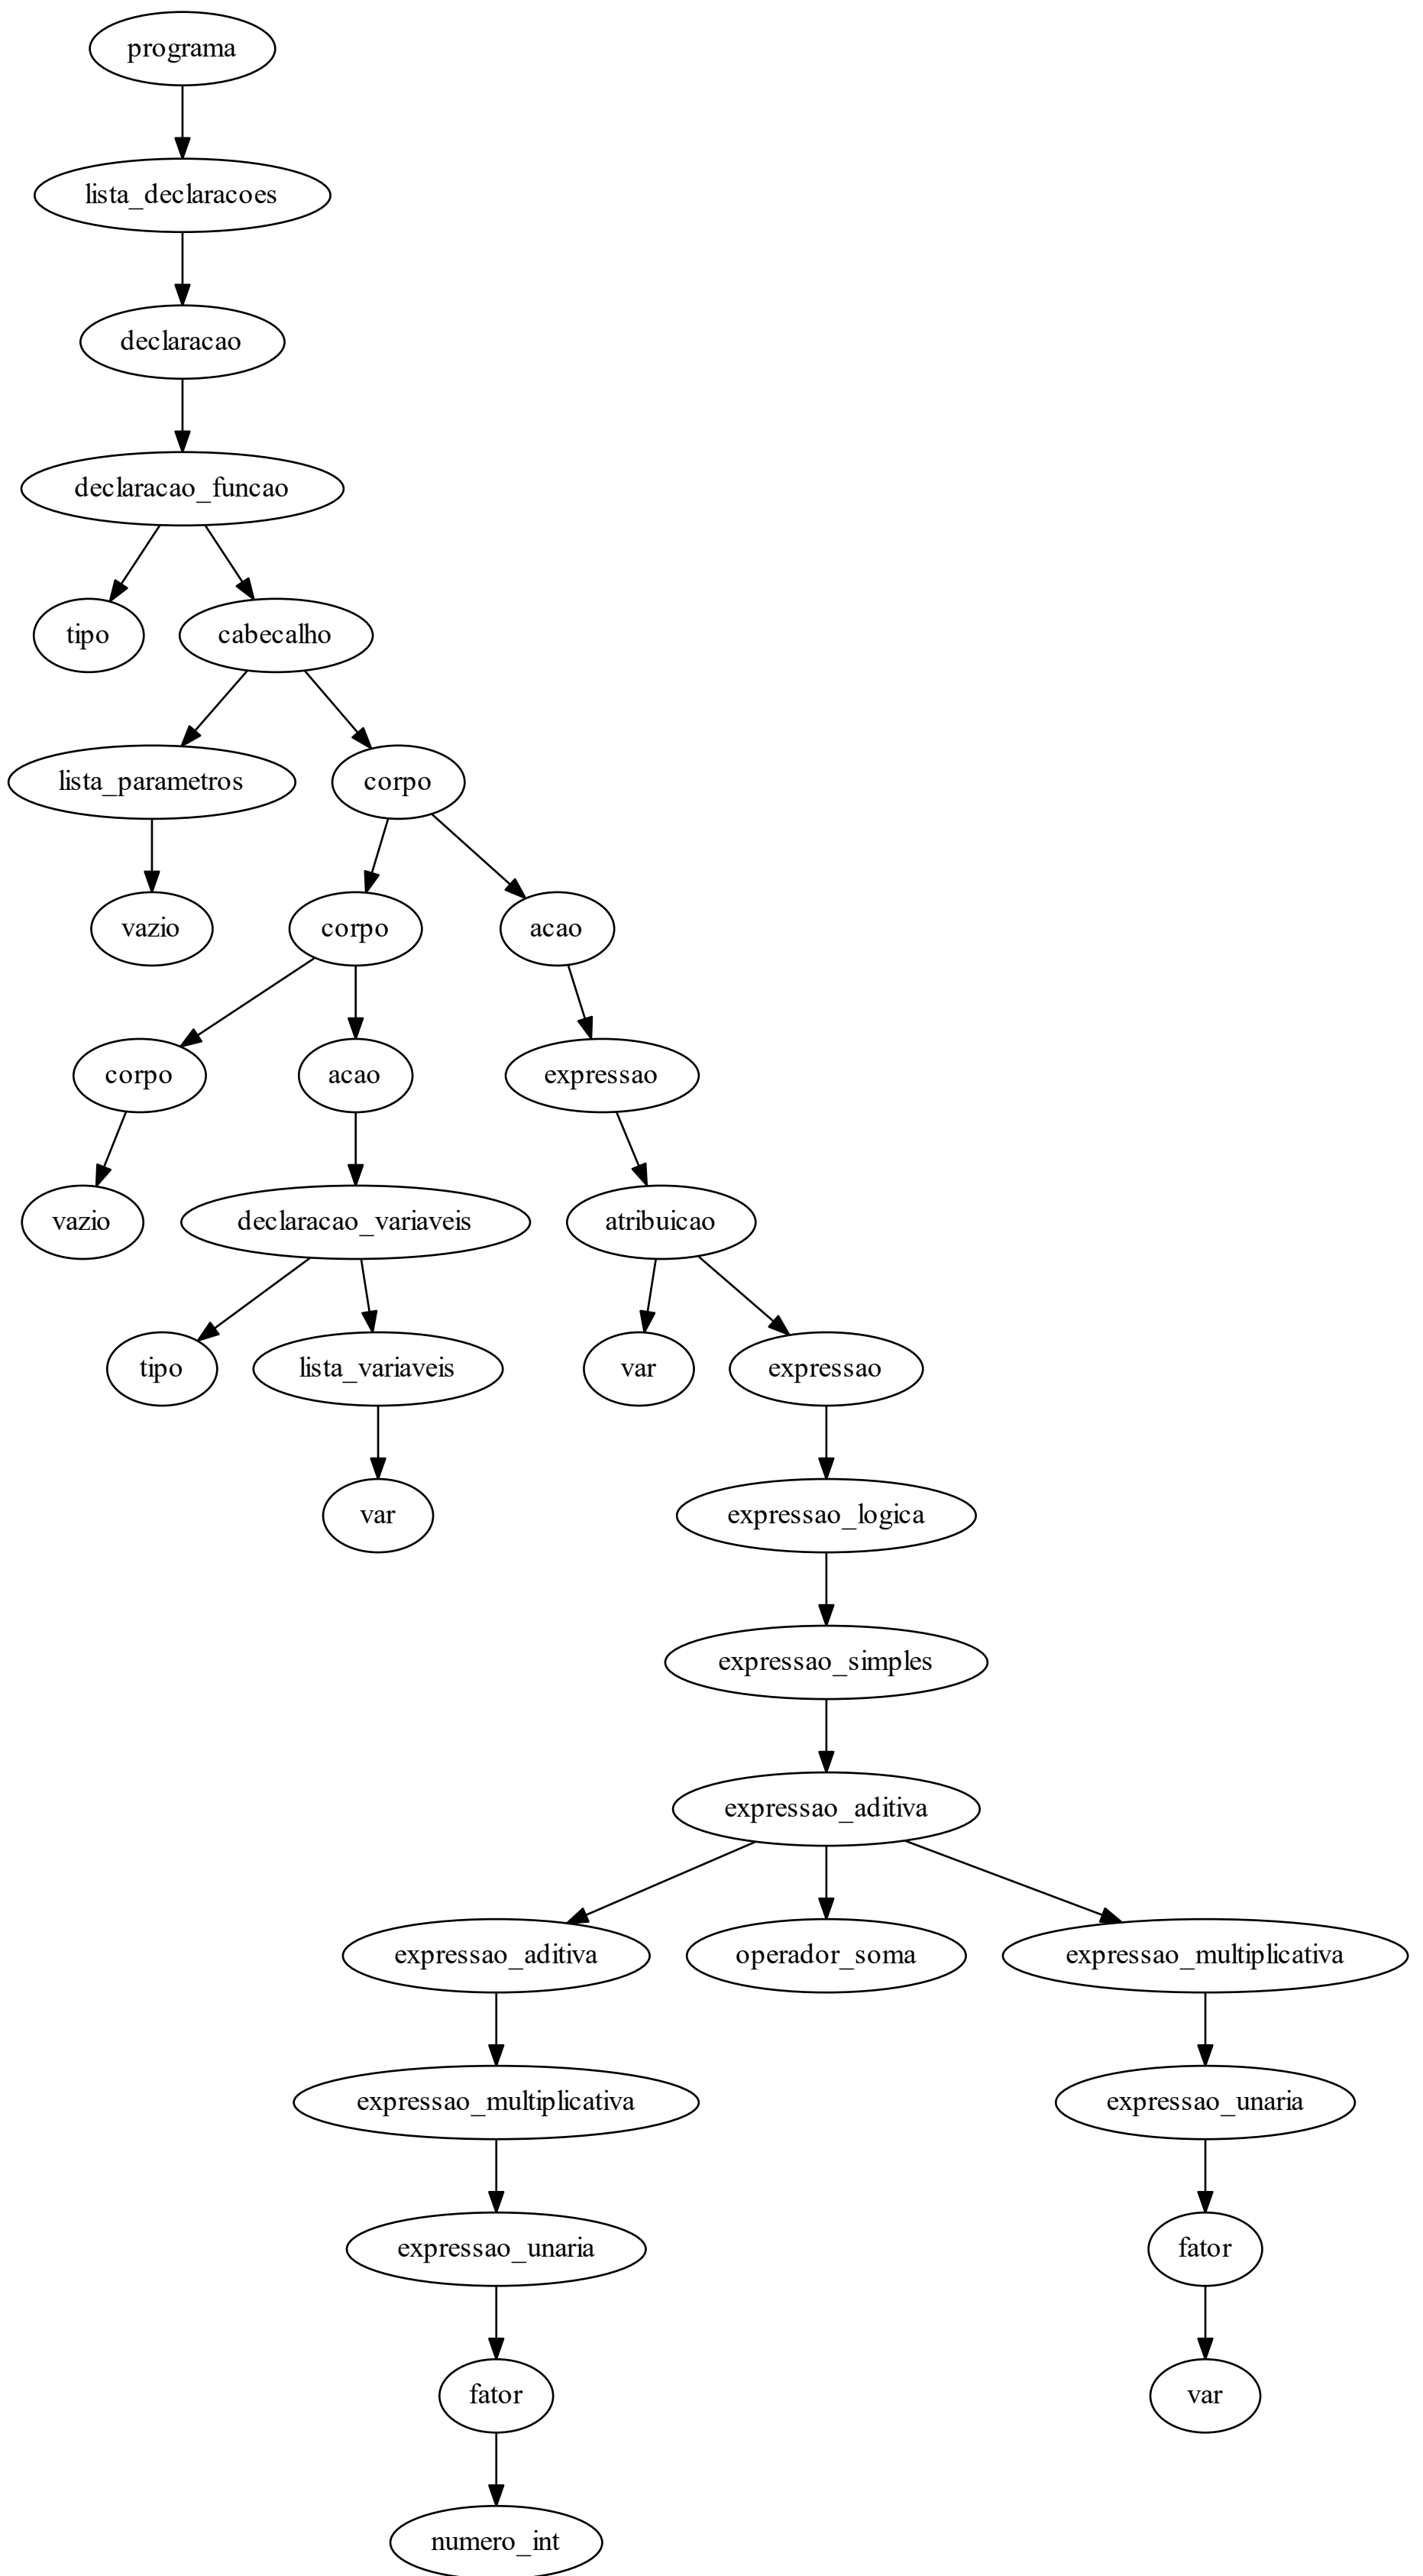 programa
lista_declaracoes
declaracao
declaracao_funcao
tipo
cabecalho
lista_parametros
corpo
vazio
corpo
acao
corpo
acao
expressao
vazio
declaracao_variaveis
atribuicao
tipo
lista_variaveis
var
expressao
var
expressao_logica
expressao_simples
expressao_aditiva
expressao_aditiva
operador_soma
expressao_multiplicativa
expressao_multiplicativa
expressao_unaria
expressao_unaria
fator
fator
var
numero_int